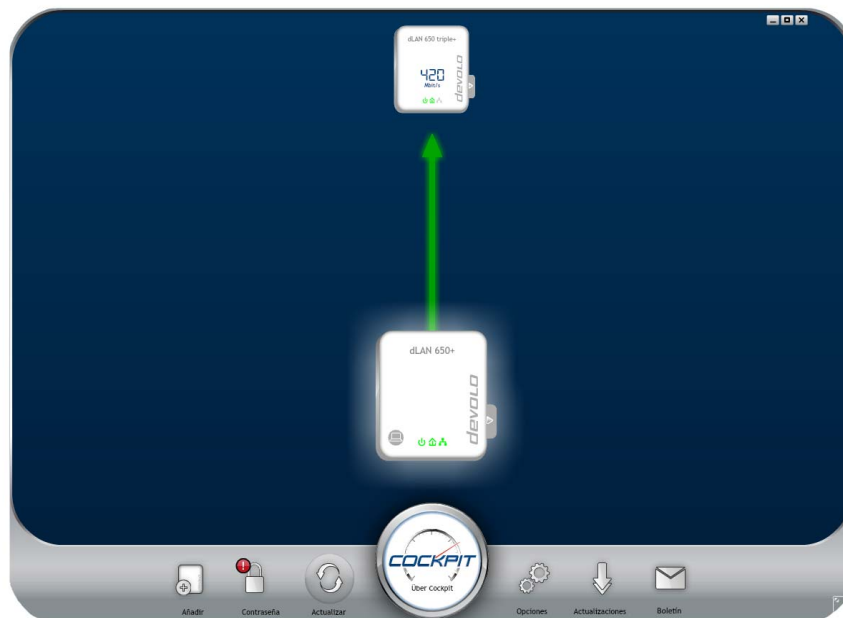 dLAN 650 triple+
420
Mbit/s
devolo
dLAN 650+
devolo
COCKPIT
Über Cockpit
Añadir
Contraseña
Actualizar
Opciones
Actualizaciones
Boletín